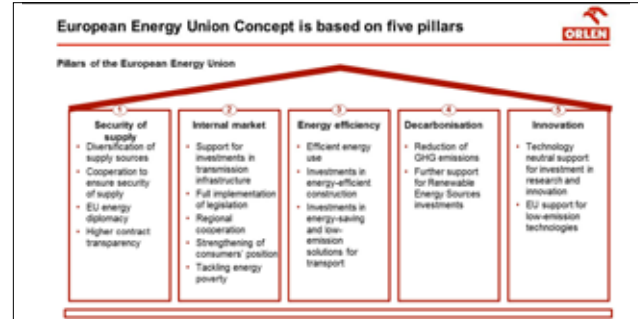 European Energy Union Concept is based on five pillars
ORLEN
Pillars of the European Energy Union
1
Security of
supply
• Diversification of
supply sources
• Cooperation to
ensure security
of supply
• EU energy
diplomacy
• Higher contract
transparency
2
Internal market
• Support for
investments in
transmission
infrastructure
• Full implementation
of legislation
• Regional
cooperation
• Strengthening of
consumers' position
• Tackling energy
poverty
3
Energy efficiency
• Efficient energy
use
• Investments in
energy-efficient
construction
• Investments in
energy-saving
and low-
emission
solutions for
transport
4
Decarbonisation
• Reduction of
GHG emissions
• Further support
for Renewable
Energy Sources
investments
5
Innovation
• Technology
neutral support
for investment in
research and
innovation
• EU support for
low-emission
technologies